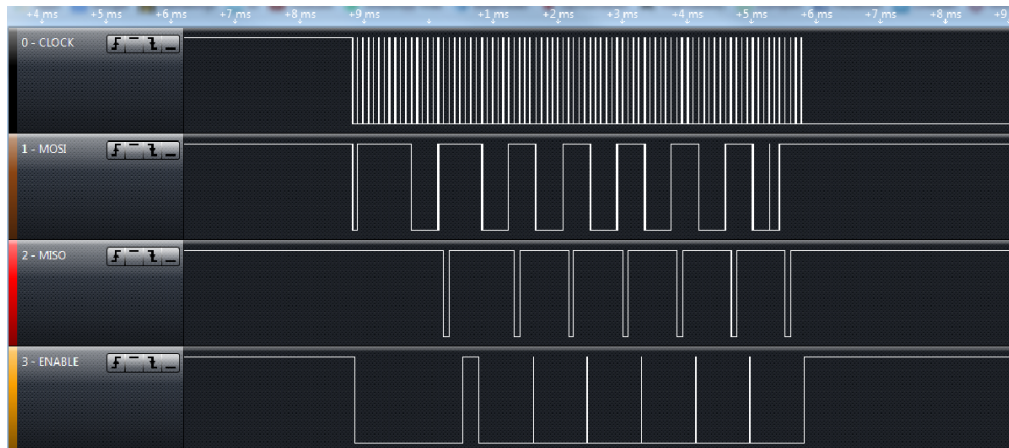 +4 ms +5 ms +6 ms +7 ms +8 ms +9 ms +1 ms +2 ms +3 ms +4 ms +5 ms +6 ms +7 ms +8 ms +9
0 - CLOCK
1 - MOSI
2 - MISO
3 - ENABLE